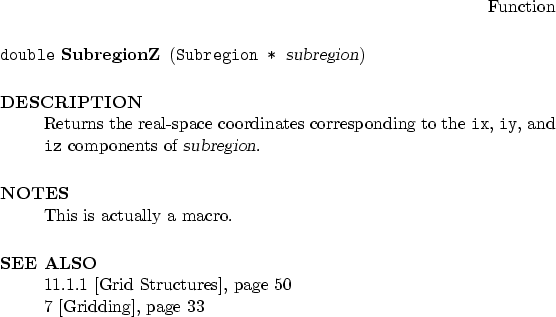 Function
double SubregionZ (Subregion * subregion)
DESCRIPTION
Returns the real-space coordinates corresponding to the ix, iy, and
iz components of subregion.
NOTES
This is actually a macro.
SEE ALSO
11.1.1 [Grid Structures], page 50
7 [Gridding], page 33